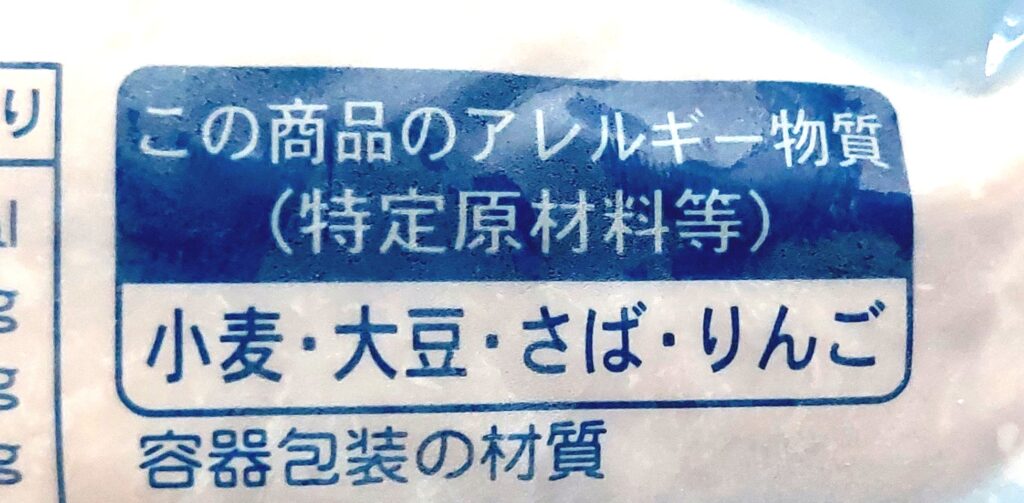 この商品のアレルギー物質
(特定原材料等)
小麦・大豆・さば・りんご
容器包装の材質
り
g
g
g